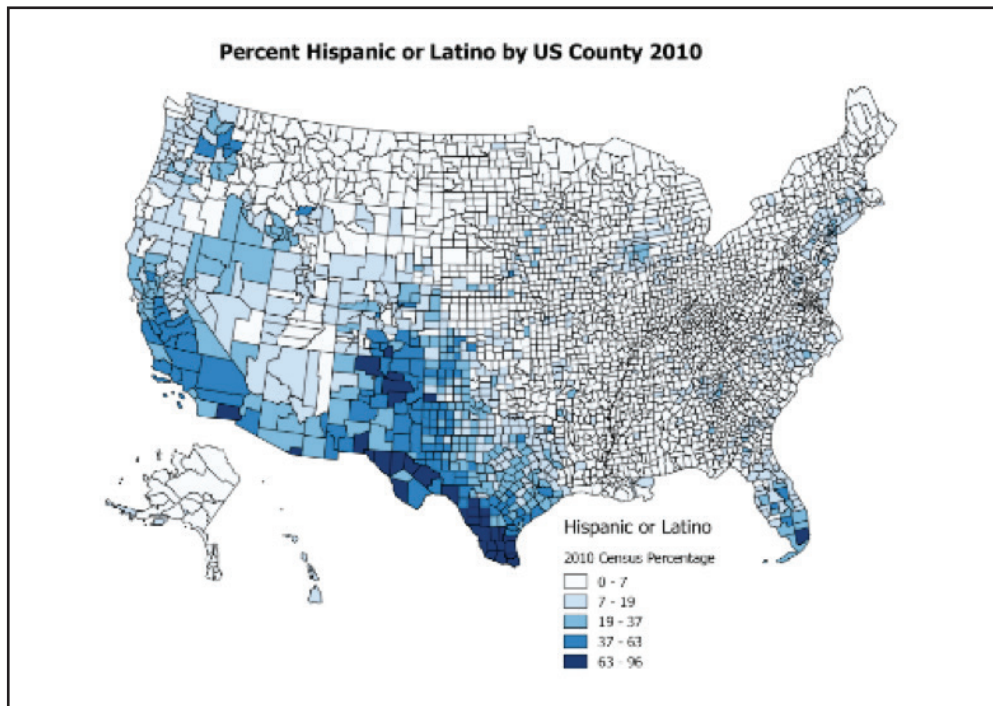 Percent Hispanic or Latino by US County 2010
Hispanic or Latino
2010 Census Percentage
0 - 7
7 - 19
19 - 37
37 - 63
63 - 96